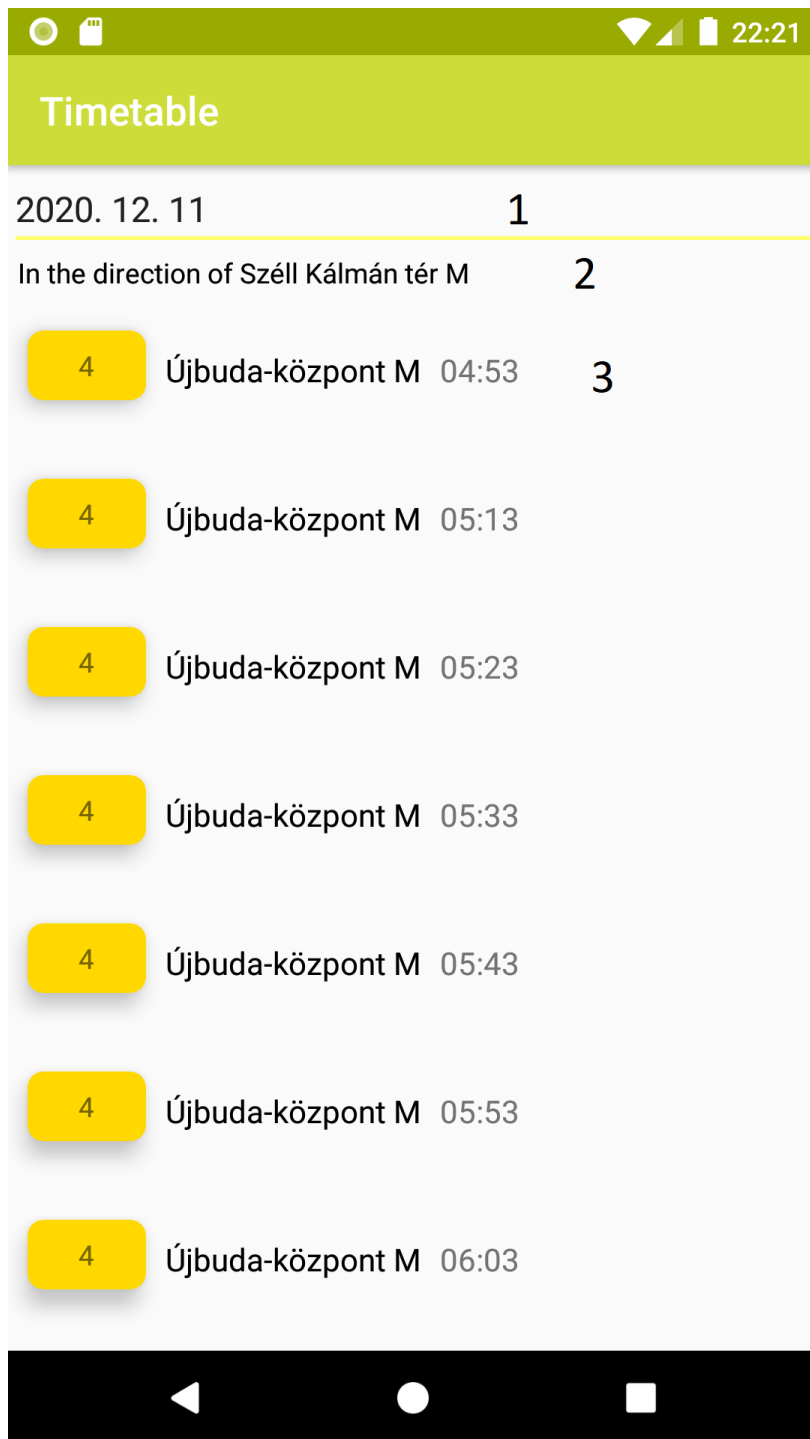 22:21
Timetable
2020. 12. 11 1
In the direction of Széll Kálmán tér M 2
4 Újbuda-központ M 04:53 3
4 Újbuda-központ M 05:13
4 Újbuda-központ M 05:23
4 Újbuda-központ M 05:33
4 Újbuda-központ M 05:43
4 Újbuda-központ M 05:53
4 Újbuda-központ M 06:03